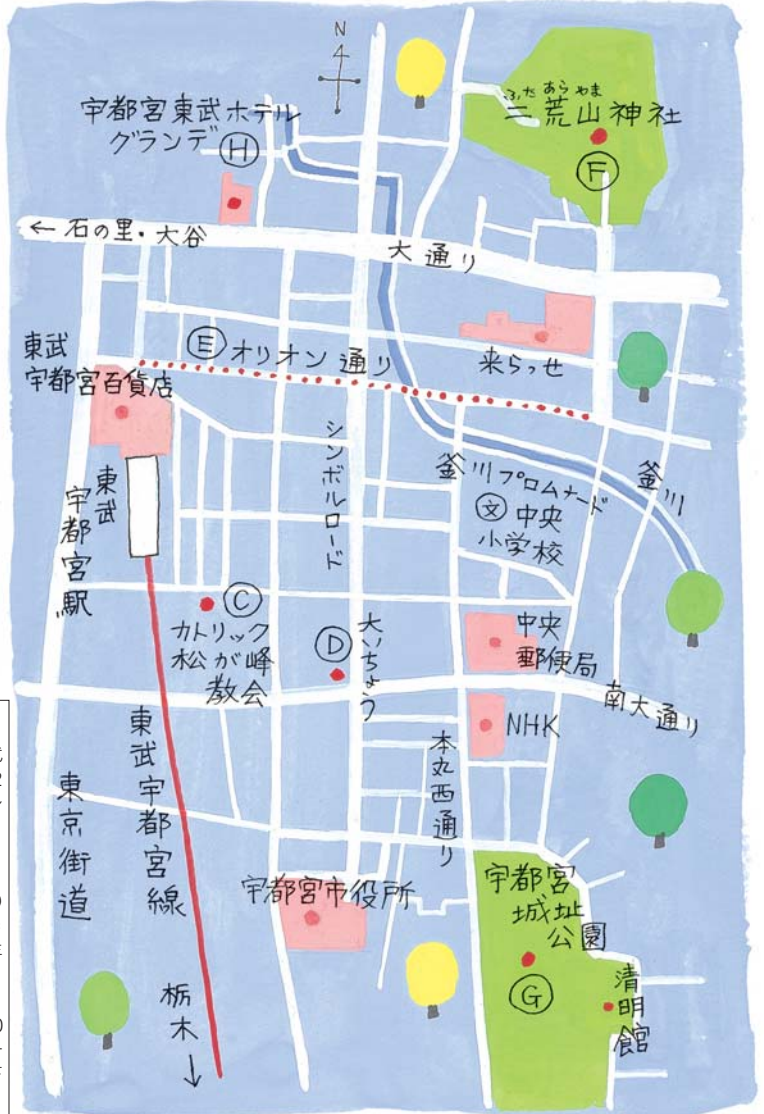 N
宇都宮東武ホテル
グランデ Ⓗ
ふた あら やま
二荒山神社
Ⓕ
← 石の里・大谷
大通り
東武
宇都宮百貨店
Ⓔ オリオン通り
来らっせ
シンボルロード
釜川プロムナード
釜川
文 中央
小学校
東武
宇都宮駅
Ⓒ
カトリック
松が峰
教会
Ⓓ
大いちょう
中央
郵便局
南大通り
NHK
東武宇都宮線
東京街道
本丸西通り
宇都宮市役所
宇都宮
城址
公園
Ⓖ
清明館
栃木
↓